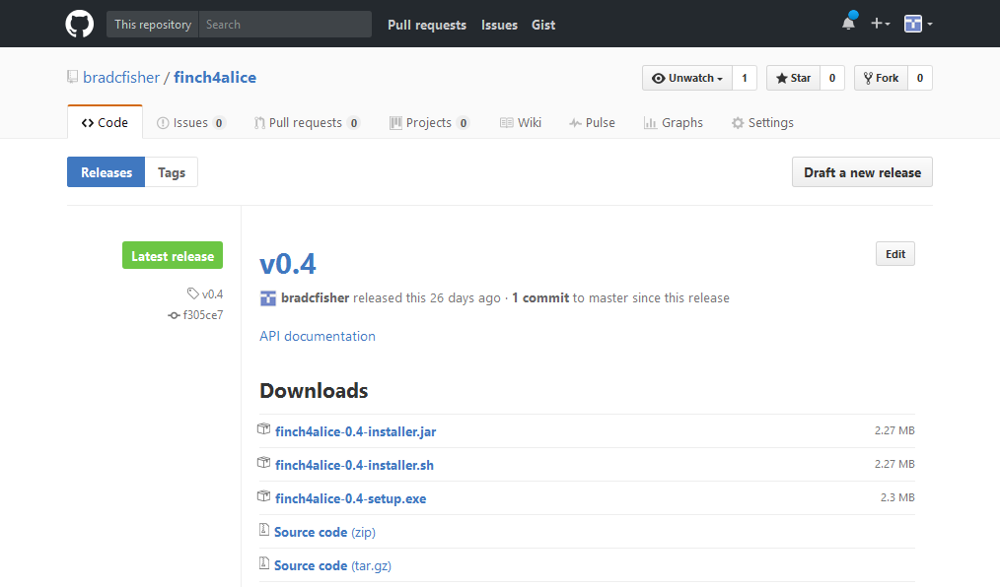 This repository Search Pull requests Issues Gist
bradcfisher / finch4alice Unwatch 1 Star 0 Fork 0
Code Issues 0 Pull requests 0 Projects 0 Wiki Pulse Graphs Settings
Releases Tags Draft a new release
Latest release
v0.4
f305ce7
v0.4 Edit
bradcfisher released this 26 days ago · 1 commit to master since this release
API documentation
Downloads
finch4alice-0.4-installer.jar 2.27 MB
finch4alice-0.4-installer.sh 2.27 MB
finch4alice-0.4-setup.exe 2.3 MB
Source code (zip)
Source code (tar.gz)